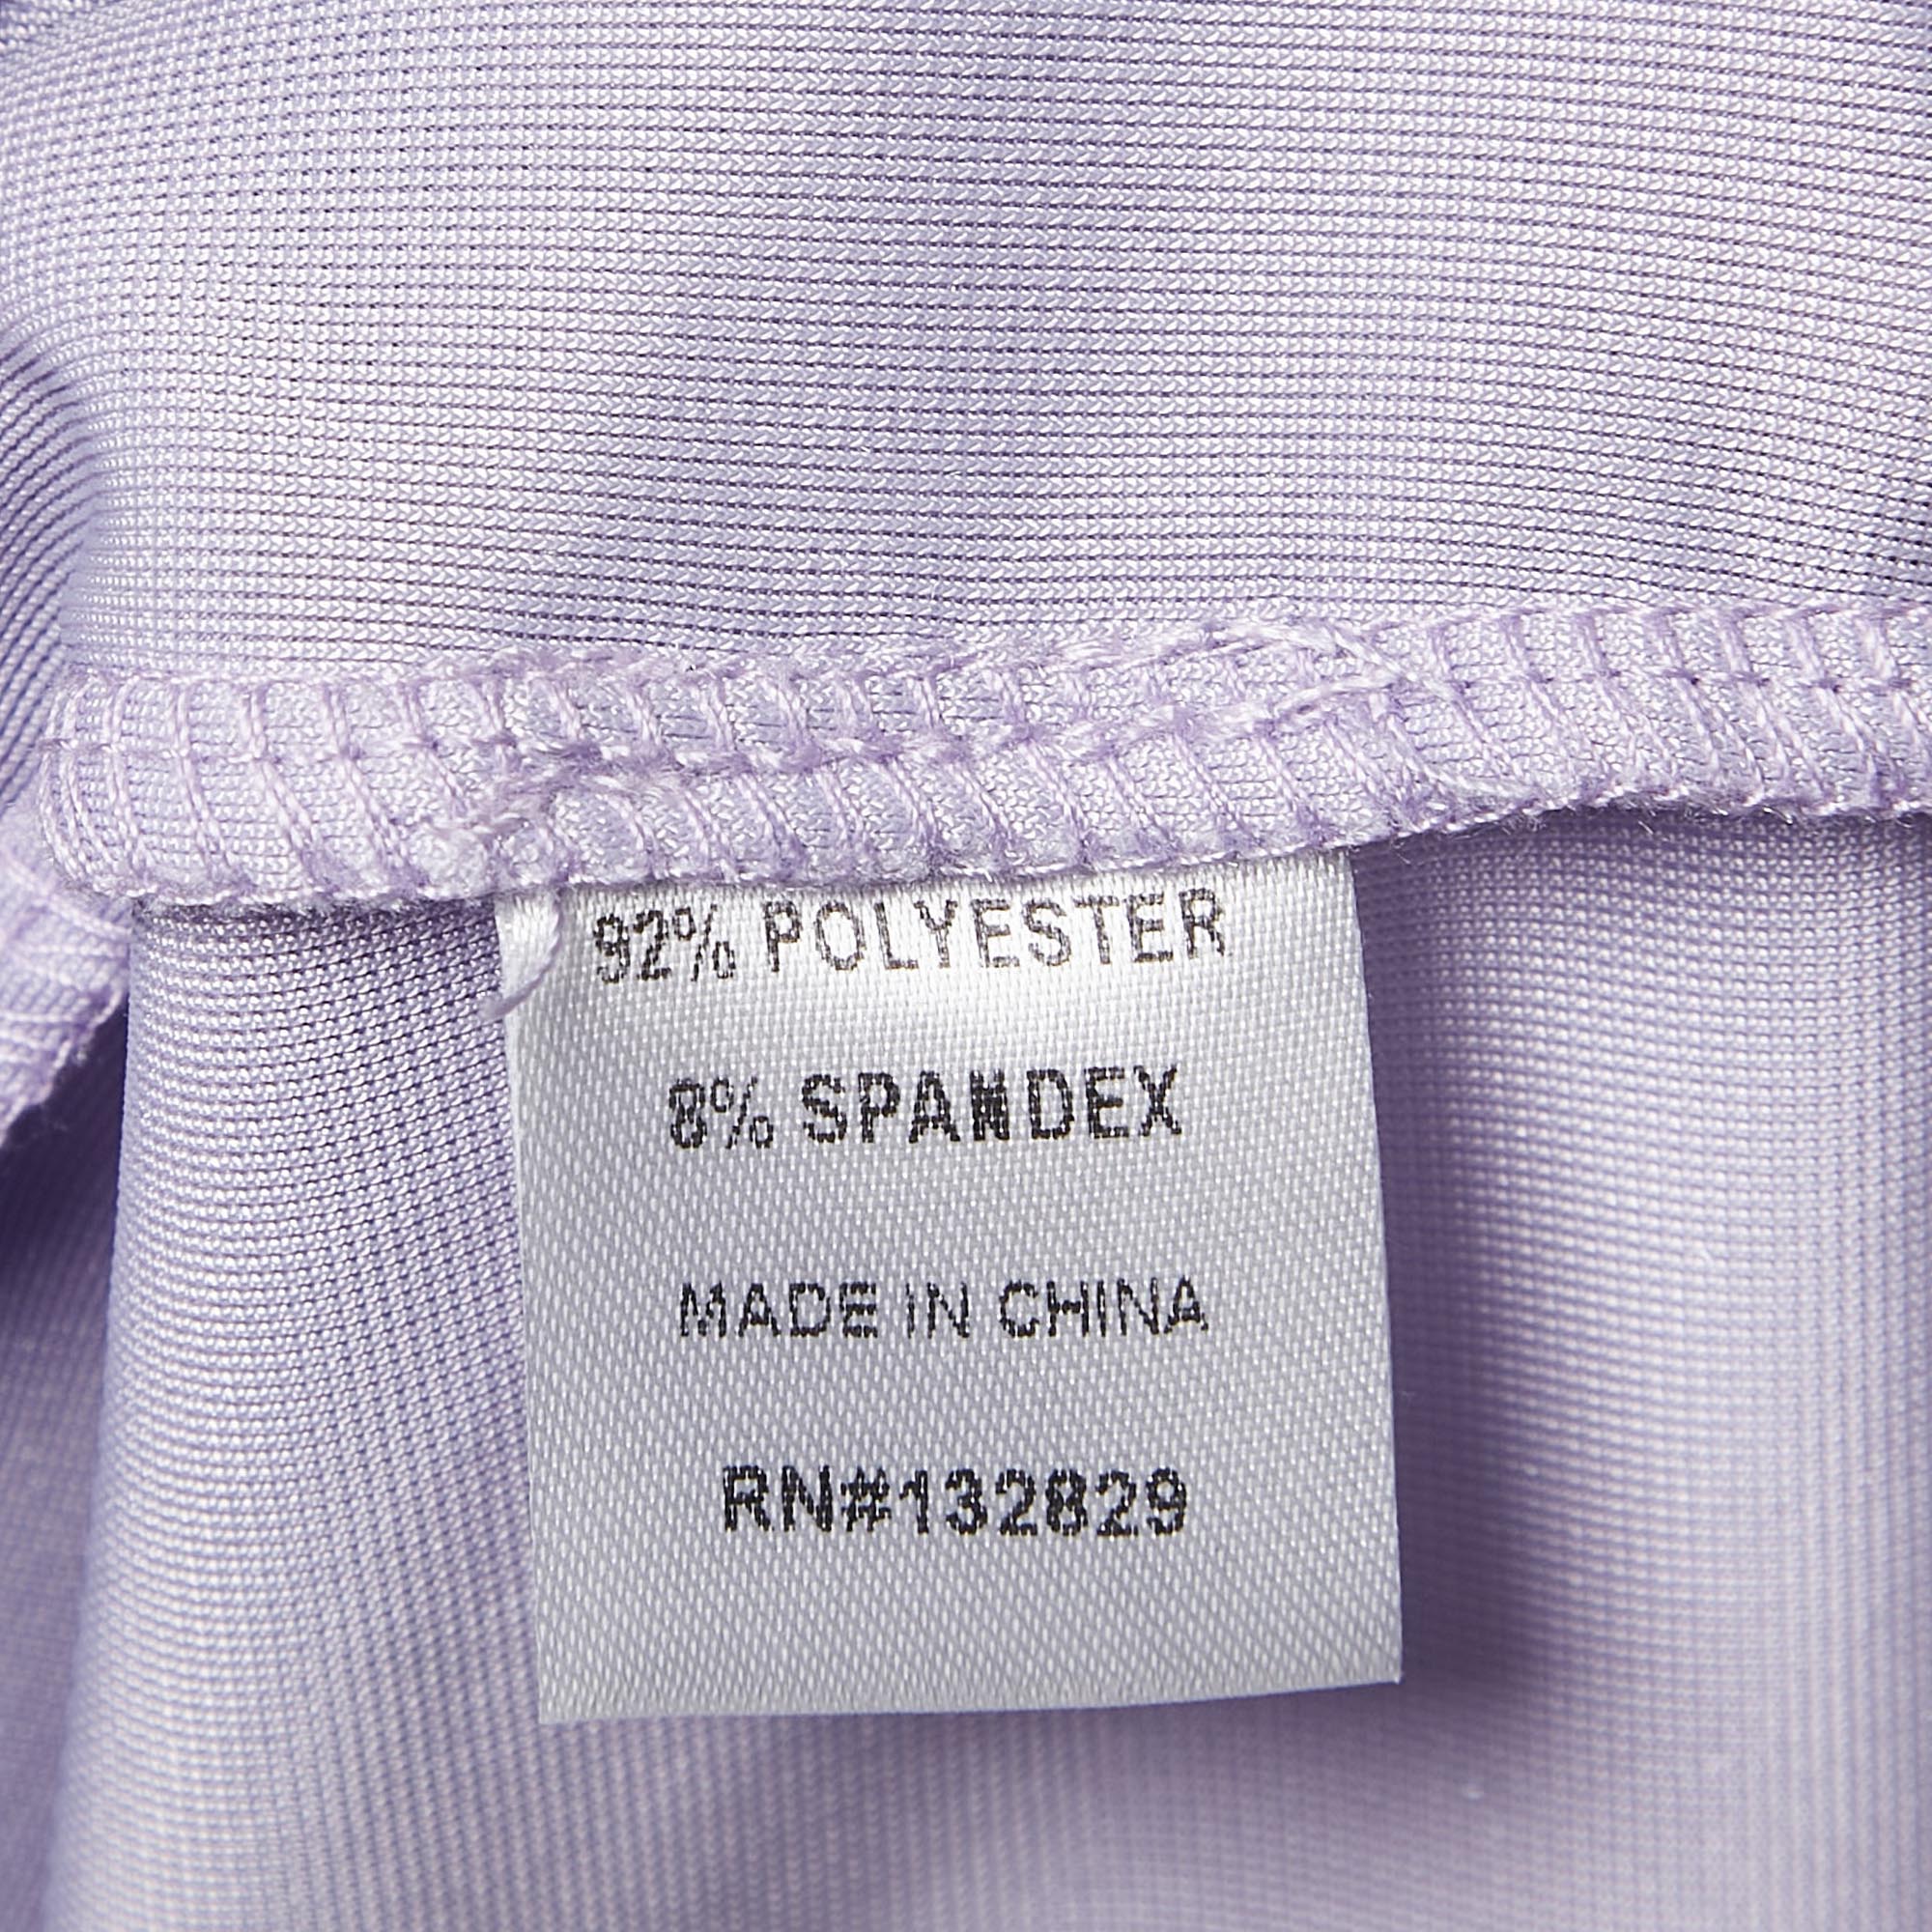 92% POLYESTER
8% SPANDEX
MADE IN CHINA
RN#132829